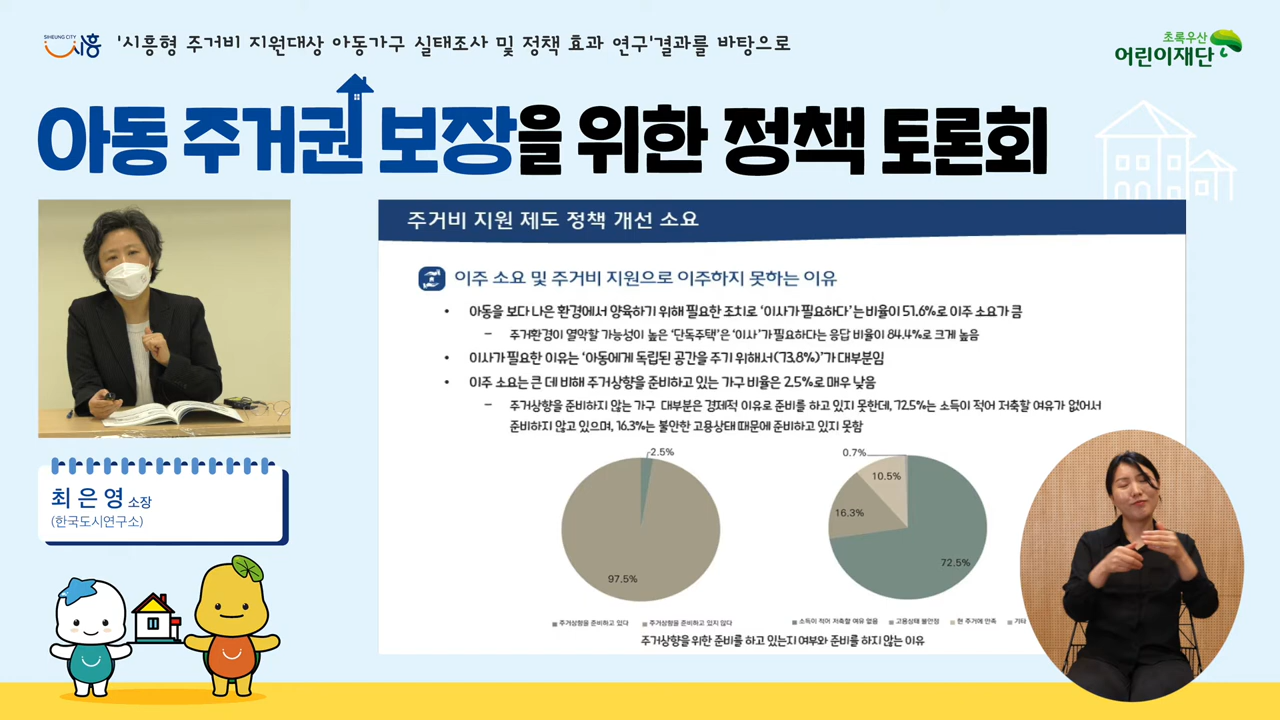 SIHEUNG CITY
시흥
'시흥형 주거비 지원대상 아동가구 실태조사 및 정책 효과 연구'결과를 바탕으로
초록우산
어린이재단
아동 주거권 보장을 위한 정책 토론회
주거비 지원 제도 정책 개선 소요
이주 소요 및 주거비 지원으로 이주하지 못하는 이유
• 아동을 보다 나은 환경에서 양육하기 위해 필요한 조치로 '이사가 필요하다'는 비율이 51.6%로 이주 소요가 큼
– 주거환경이 열악할 가능성이 높은 '단독주택'은 '이사'가 필요하다는 응답 비율이 84.4%로 크게 높음
• 이사가 필요한 이유는 '아동에게 독립된 공간을 주기 위해서(73.8%)'가 대부분임
• 이주 소요는 큰 데 비해 주거상향을 준비하고 있는 가구 비율은 2.5%로 매우 낮음
– 주거상향을 준비하지 않는 가구 대부분은 경제적 이유로 준비를 하고 있지 못한데, 72.5%는 소득이 적어 저축할 여유가 없어서
준비하지 않고 있으며, 16.3%는 불안한 고용상태 때문에 준비하고 있지 못함
2.5%
97.5%
0.7%
10.5%
16.3%
72.5%
주거상향을 준비하고 있다 주거상향을 준비하고 있지 않다
소득이 적어 저축할 여유 없음 고용상태 불안정 현 주거에 만족 기타
주거상향을 위한 준비를 하고 있는지 여부와 준비를 하지 않는 이유
최은영 소장
(한국도시연구소)